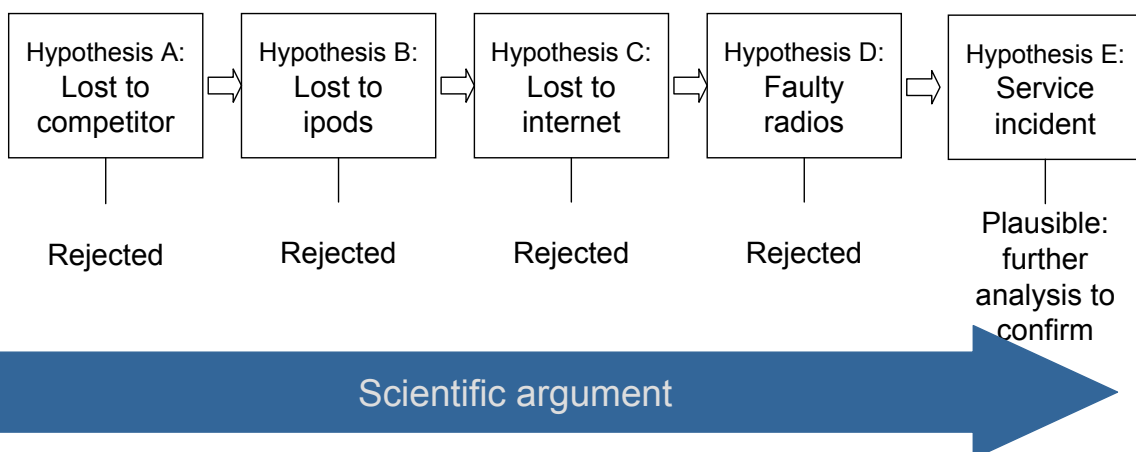 Hypothesis A:
Lost to
competitor
Hypothesis B:
Lost to
ipods
Hypothesis C:
Lost to
internet
Hypothesis D:
Faulty
radios
Hypothesis E:
Service
incident
Rejected
Rejected
Rejected
Rejected
Plausible:
further
analysis to
confirm
Scientific argument